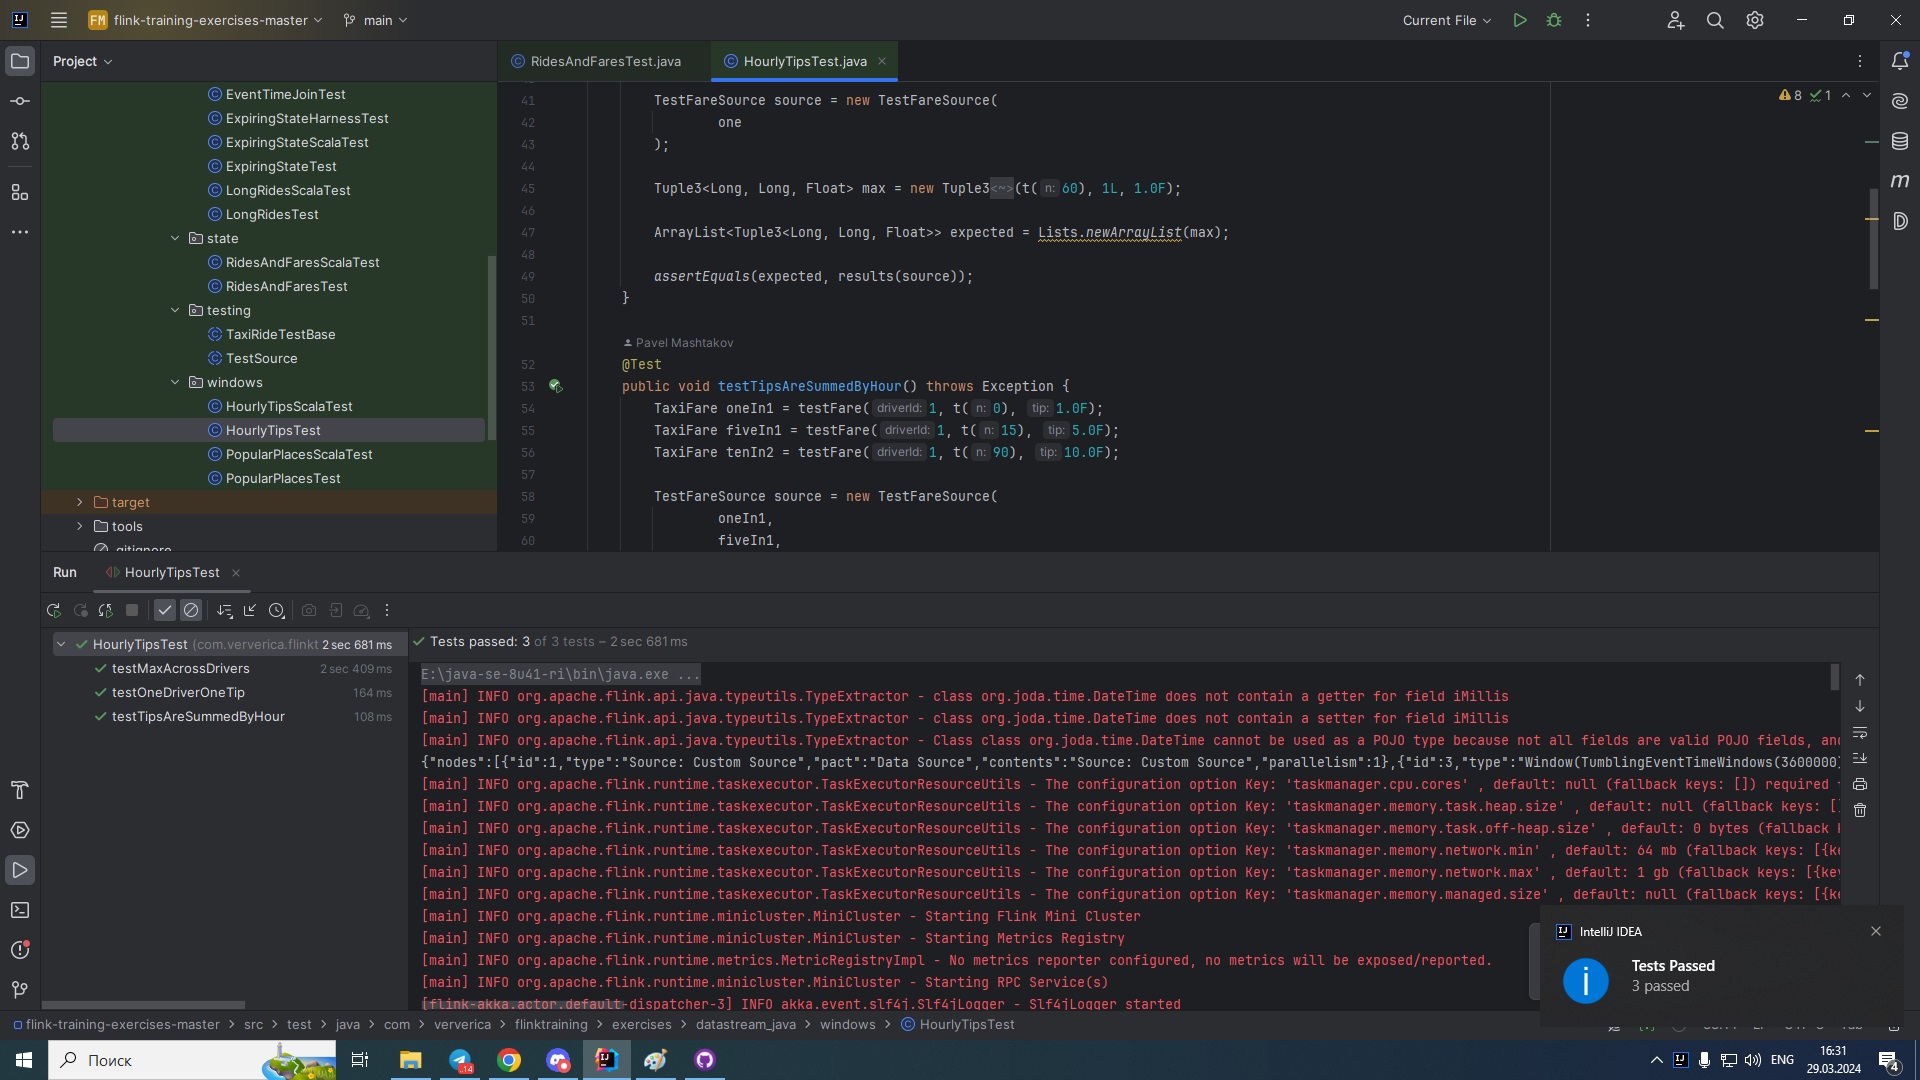 FM flink-training-exercises-master
main
Current File
Project
EventTimeJoinTest
ExpiringStateHarnessTest
ExpiringStateScalaTest
ExpiringStateTest
LongRidesScalaTest
LongRidesTest
state
RidesAndFaresScalaTest
RidesAndFaresTest
testing
TaxiRideTestBase
TestSource
windows
HourlyTipsScalaTest
HourlyTipsTest
PopularPlacesScalaTest
PopularPlacesTest
target
tools
.gitignore
RidesAndFaresTest.java
HourlyTipsTest.java
8 1
41 TestFareSource source = new TestFareSource(
42 one
43 );
44
45 Tuple3<Long, Long, Float> max = new Tuple3<~>(t( n: 60), 1L, 1.0F);
46
47 ArrayList<Tuple3<Long, Long, Float>> expected = Lists.newArrayList(max);
48
49 assertEquals(expected, results(source));
50 }
51
Pavel Mashtakov
52 @Test
53 public void testTipsAreSummedByHour() throws Exception {
54 TaxiFare oneIn1 = testFare( driverId: 1, t( n: 0), tip: 1.0F);
55 TaxiFare fiveIn1 = testFare( driverId: 1, t( n: 15), tip: 5.0F);
56 TaxiFare tenIn2 = testFare( driverId: 1, t( n: 90), tip: 10.0F);
57
58 TestFareSource source = new TestFareSource(
59 oneIn1,
60 fiveIn1,
Run
HourlyTipsTest
HourlyTipsTest (com.ververica.flinkt 2 sec 681 ms
testMaxAcrossDrivers 2 sec 409 ms
testOneDriverOneTip 164 ms
testTipsAreSummedByHour 108 ms
Tests passed: 3 of 3 tests – 2 sec 681 ms
E:\java-se-8u41-ri\bin\java.exe ...
[main] INFO org.apache.flink.api.java.typeutils.TypeExtractor - class org.joda.time.DateTime does not contain a getter for field iMillis
[main] INFO org.apache.flink.api.java.typeutils.TypeExtractor - class org.joda.time.DateTime does not contain a setter for field iMillis
[main] INFO org.apache.flink.api.java.typeutils.TypeExtractor - Class class org.joda.time.DateTime cannot be used as a POJO type because not all fields are valid POJO fields, and
{"nodes":[{"id":1,"type":"Source: Custom Source","pact":"Data Source","contents":"Source: Custom Source","parallelism":1},{"id":3,"type":"Window(TumblingEventTimeWindows(3600000)
[main] INFO org.apache.flink.runtime.taskexecutor.TaskExecutorResourceUtils - The configuration option Key: 'taskmanager.cpu.cores' , default: null (fallback keys: []) required
[main] INFO org.apache.flink.runtime.taskexecutor.TaskExecutorResourceUtils - The configuration option Key: 'taskmanager.memory.task.heap.size' , default: null (fallback keys: []
[main] INFO org.apache.flink.runtime.taskexecutor.TaskExecutorResourceUtils - The configuration option Key: 'taskmanager.memory.task.off-heap.size' , default: 0 bytes (fallback
[main] INFO org.apache.flink.runtime.taskexecutor.TaskExecutorResourceUtils - The configuration option Key: 'taskmanager.memory.network.min' , default: 64 mb (fallback keys: [{ke
[main] INFO org.apache.flink.runtime.taskexecutor.TaskExecutorResourceUtils - The configuration option Key: 'taskmanager.memory.network.max' , default: 1 gb (fallback keys: [{key
[main] INFO org.apache.flink.runtime.taskexecutor.TaskExecutorResourceUtils - The configuration option Key: 'taskmanager.memory.managed.size' , default: null (fallback keys: [{k
[main] INFO org.apache.flink.runtime.minicluster.MiniCluster - Starting Flink Mini Cluster
[main] INFO org.apache.flink.runtime.minicluster.MiniCluster - Starting Metrics Registry
[main] INFO org.apache.flink.runtime.metrics.MetricRegistryImpl - No metrics reporter configured, no metrics will be exposed/reported.
[main] INFO org.apache.flink.runtime.minicluster.MiniCluster - Starting RPC Service(s)
[flink-akka.actor.default-dispatcher-3] INFO akka.event.slf4j.Slf4jLogger - Slf4jLogger started
IntelliJ IDEA
Tests Passed
3 passed
flink-training-exercises-master > src > test > java > com > ververica > flinktraining > exercises > datastream_java > windows > HourlyTipsTest
Поиск
14
ENG
16:31
29.03.2024
4